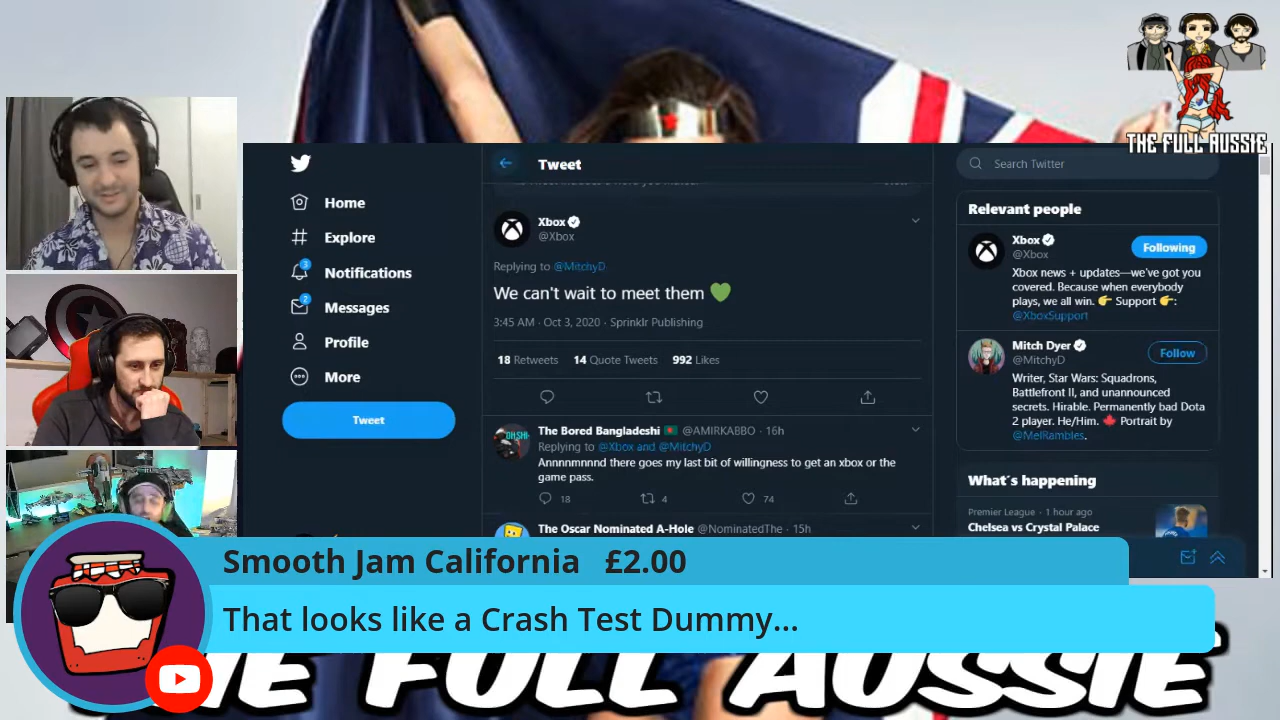 THE FULL AUSSIE
Tweet
Search Twitter
Home
Explore
3
Notifications
2
Messages
Profile
More
Tweet
Xbox
@Xbox
Replying to @MitchyD
We can't wait to meet them 💚
3:45 AM · Oct 3, 2020 · Sprinklr Publishing
18 Retweets 14 Quote Tweets 992 Likes
The Bored Bangladeshi 🇧🇩 @AMIRKABBO · 16h
Replying to @Xbox and @MitchyD
Annnnmnnnd there goes my last bit of willingness to get an xbox or the
game pass.
18 4 74
The Oscar Nominated A-Hole @NominatedThe · 15h
Relevant people
Xbox
@Xbox
Following
Xbox news + updates—we've got you
covered. Because when everybody
plays, we all win. 👉 Support 👉:
@XboxSupport
Mitch Dyer
@MitchyD
Follow
Writer, Star Wars: Squadrons,
Battlefront II, and unannounced
secrets. Hirable. Permanently bad Dota
2 player. He/Him. 🍁 Portrait by
@MelRambles.
What's happening
Premier League · 1 hour ago
Chelsea vs Crystal Palace
Smooth Jam California £2.00
That looks like a Crash Test Dummy...
THE FULL AUSSIE